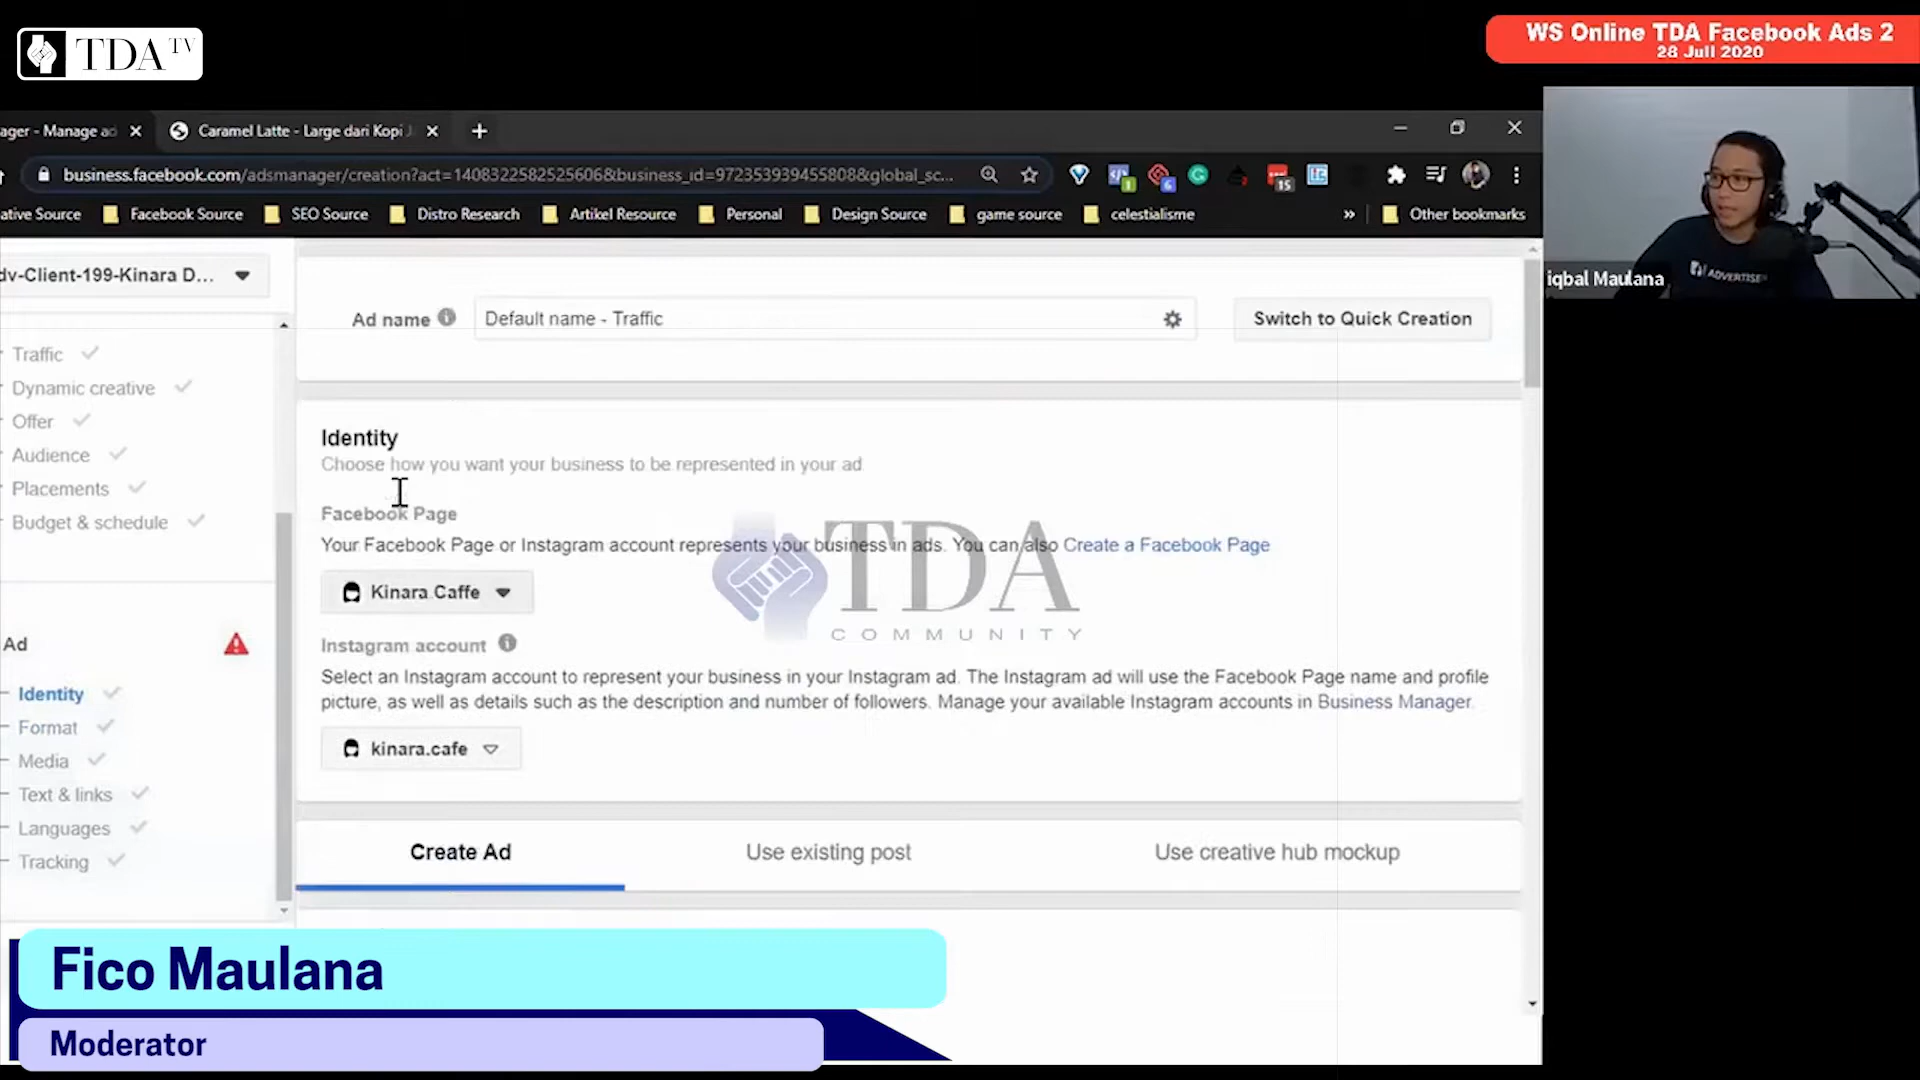 TDA TV
WS Online TDA Facebook Ads 2
28 Juli 2020
ager - Manage ad
Caramel Latte - Large dari Kopi J
business.facebook.com/adsmanager/creation?act=1408322582525606&business_id=972353939455808&global_sc...
ative Source
Facebook Source
SEO Source
Distro Research
Artikel Resource
Personal
Design Source
game source
celestialisme
Other bookmarks
1
6
15
ADVERTISE
iqbal Maulana
dv-Client-199-Kinara D...
Ad name
Default name - Traffic
Switch to Quick Creation
Traffic
Dynamic creative
Offer
Audience
Placements
Budget & schedule
Ad
Identity
Format
Media
Text & links
Languages
Tracking
Identity
Choose how you want your business to be represented in your ad
Facebook Page
Your Facebook Page or Instagram account represents your business in ads. You can also Create a Facebook Page
Kinara Caffe
TDA
COMMUNITY
Instagram account
Select an Instagram account to represent your business in your Instagram ad. The Instagram ad will use the Facebook Page name and profile
picture, as well as details such as the description and number of followers. Manage your available Instagram accounts in Business Manager.
kinara.cafe
Create Ad
Use existing post
Use creative hub mockup
Fico Maulana
Moderator